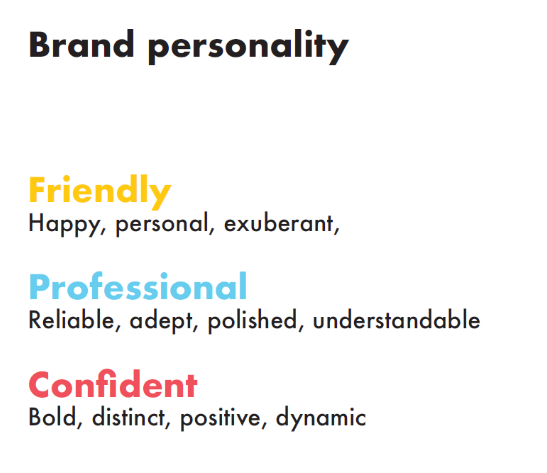 Brand personality
Friendly
Happy, personal, exuberant,
Professional
Reliable, adept, polished, understandable
Confident
Bold, distinct, positive, dynamic